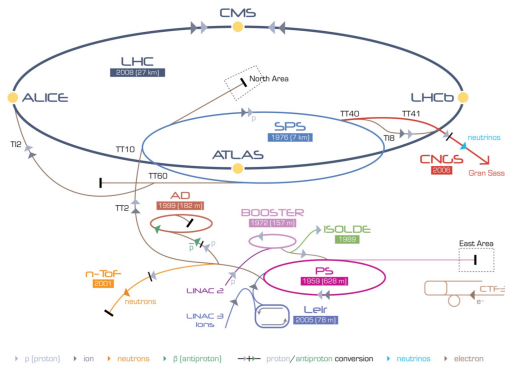 CMS
LHC
2008 (27 km)
North Area
ALICE
LHCb
TT40
TT41
SPS
1976 (7 km)
TI8
TI2
TT10
ATLAS
neutrinos
CNGS
2006
Gran Sasso
TT60
AD
1999 (182 m)
TT2
BOOSTER
1972 (157 m)
ISOLDE
1989
p
p
East Area
n-ToF
2001
PS
1959 (628 m)
CTF3
e-
neutrons
LINAC 2
LINAC 3
Ions
Leir
2005 (78 m)
p (proton) ion neutrons p̄ (antiproton) proton/antiproton conversion neutrinos electron